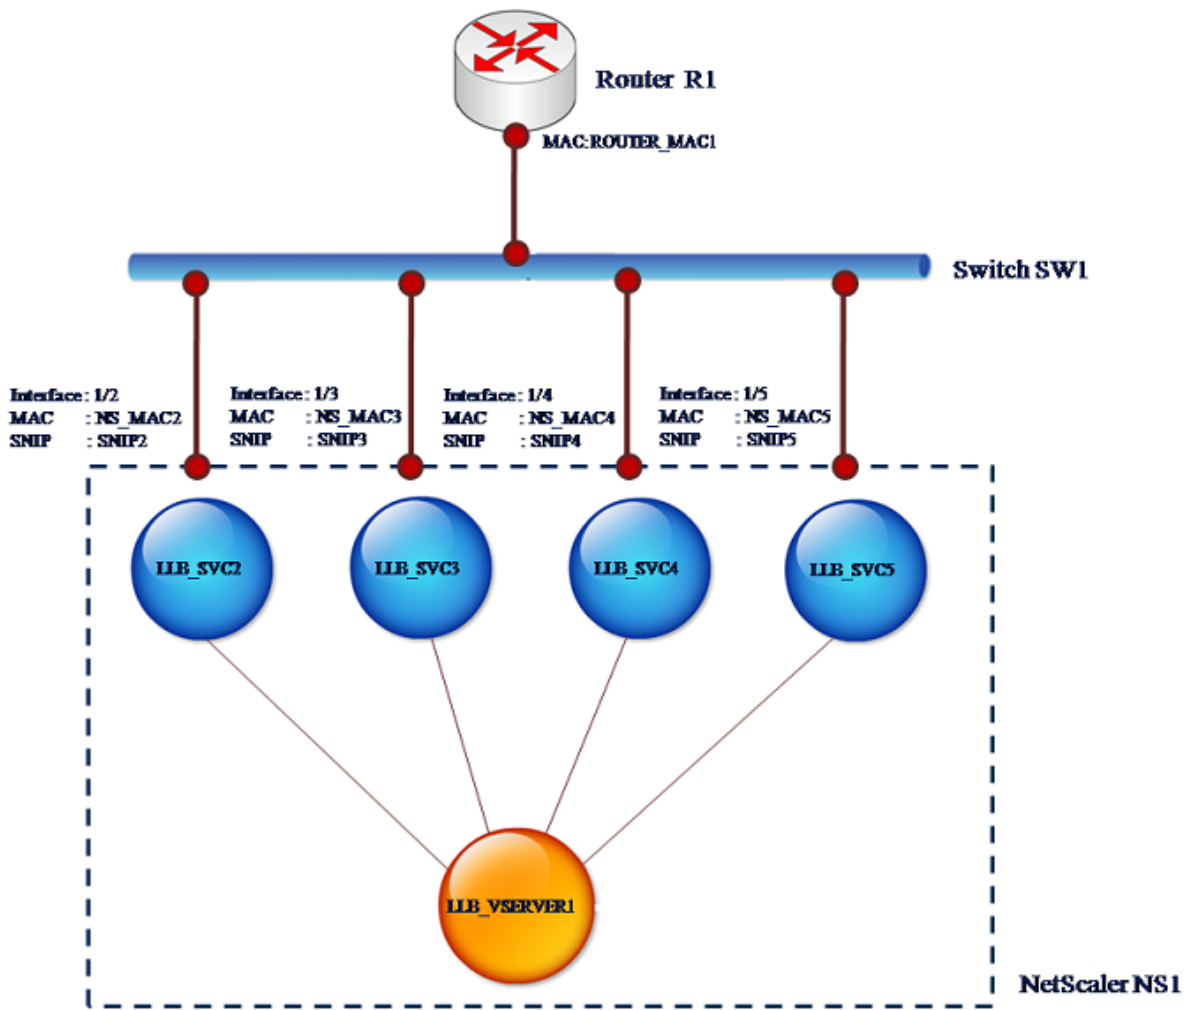 Router R1
MAC:ROUTER_MAC1
Switch SW1
Interface: 1/2
MAC : NS_MAC2
SNIP : SNIP2
Interface: 1/3
MAC : NS_MAC3
SNIP : SNIP3
Interface: 1/4
MAC : NS_MAC4
SNIP : SNIP4
Interface: 1/5
MAC : NS_MAC5
SNIP : SNIP5
LLB_SVC2
LLB_SVC3
LLB_SVC4
LLB_SVC5
LLB_VSERVER1
NetScaler NS1